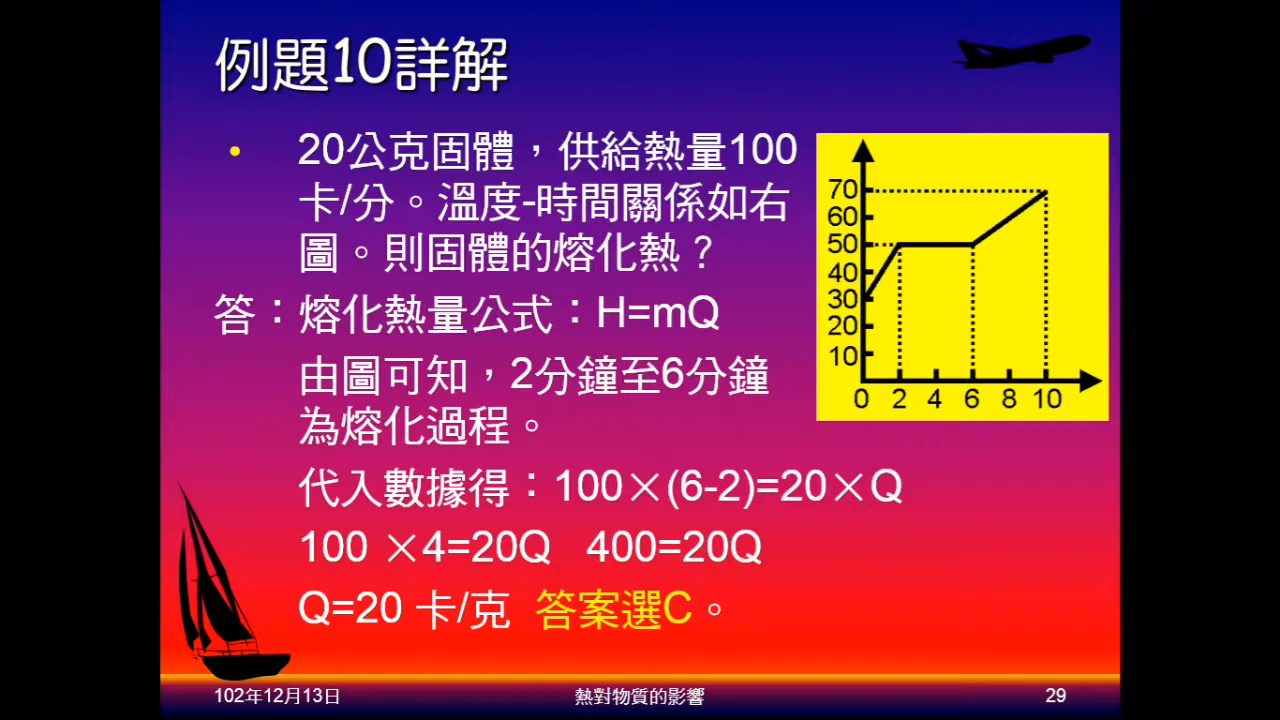 例題10詳解
• 20公克固體，供給熱量100
卡/分。溫度-時間關係如右
圖。則固體的熔化熱？
答：熔化熱量公式：H=mQ
由圖可知，2分鐘至6分鐘
為熔化過程。
代入數據得：100×(6-2)=20×Q
100 ×4=20Q 400=20Q
Q=20 卡/克 答案選C。
70
60
50
40
30
20
10
0 2 4 6 8 10
102年12月13日 熱對物質的影響 29